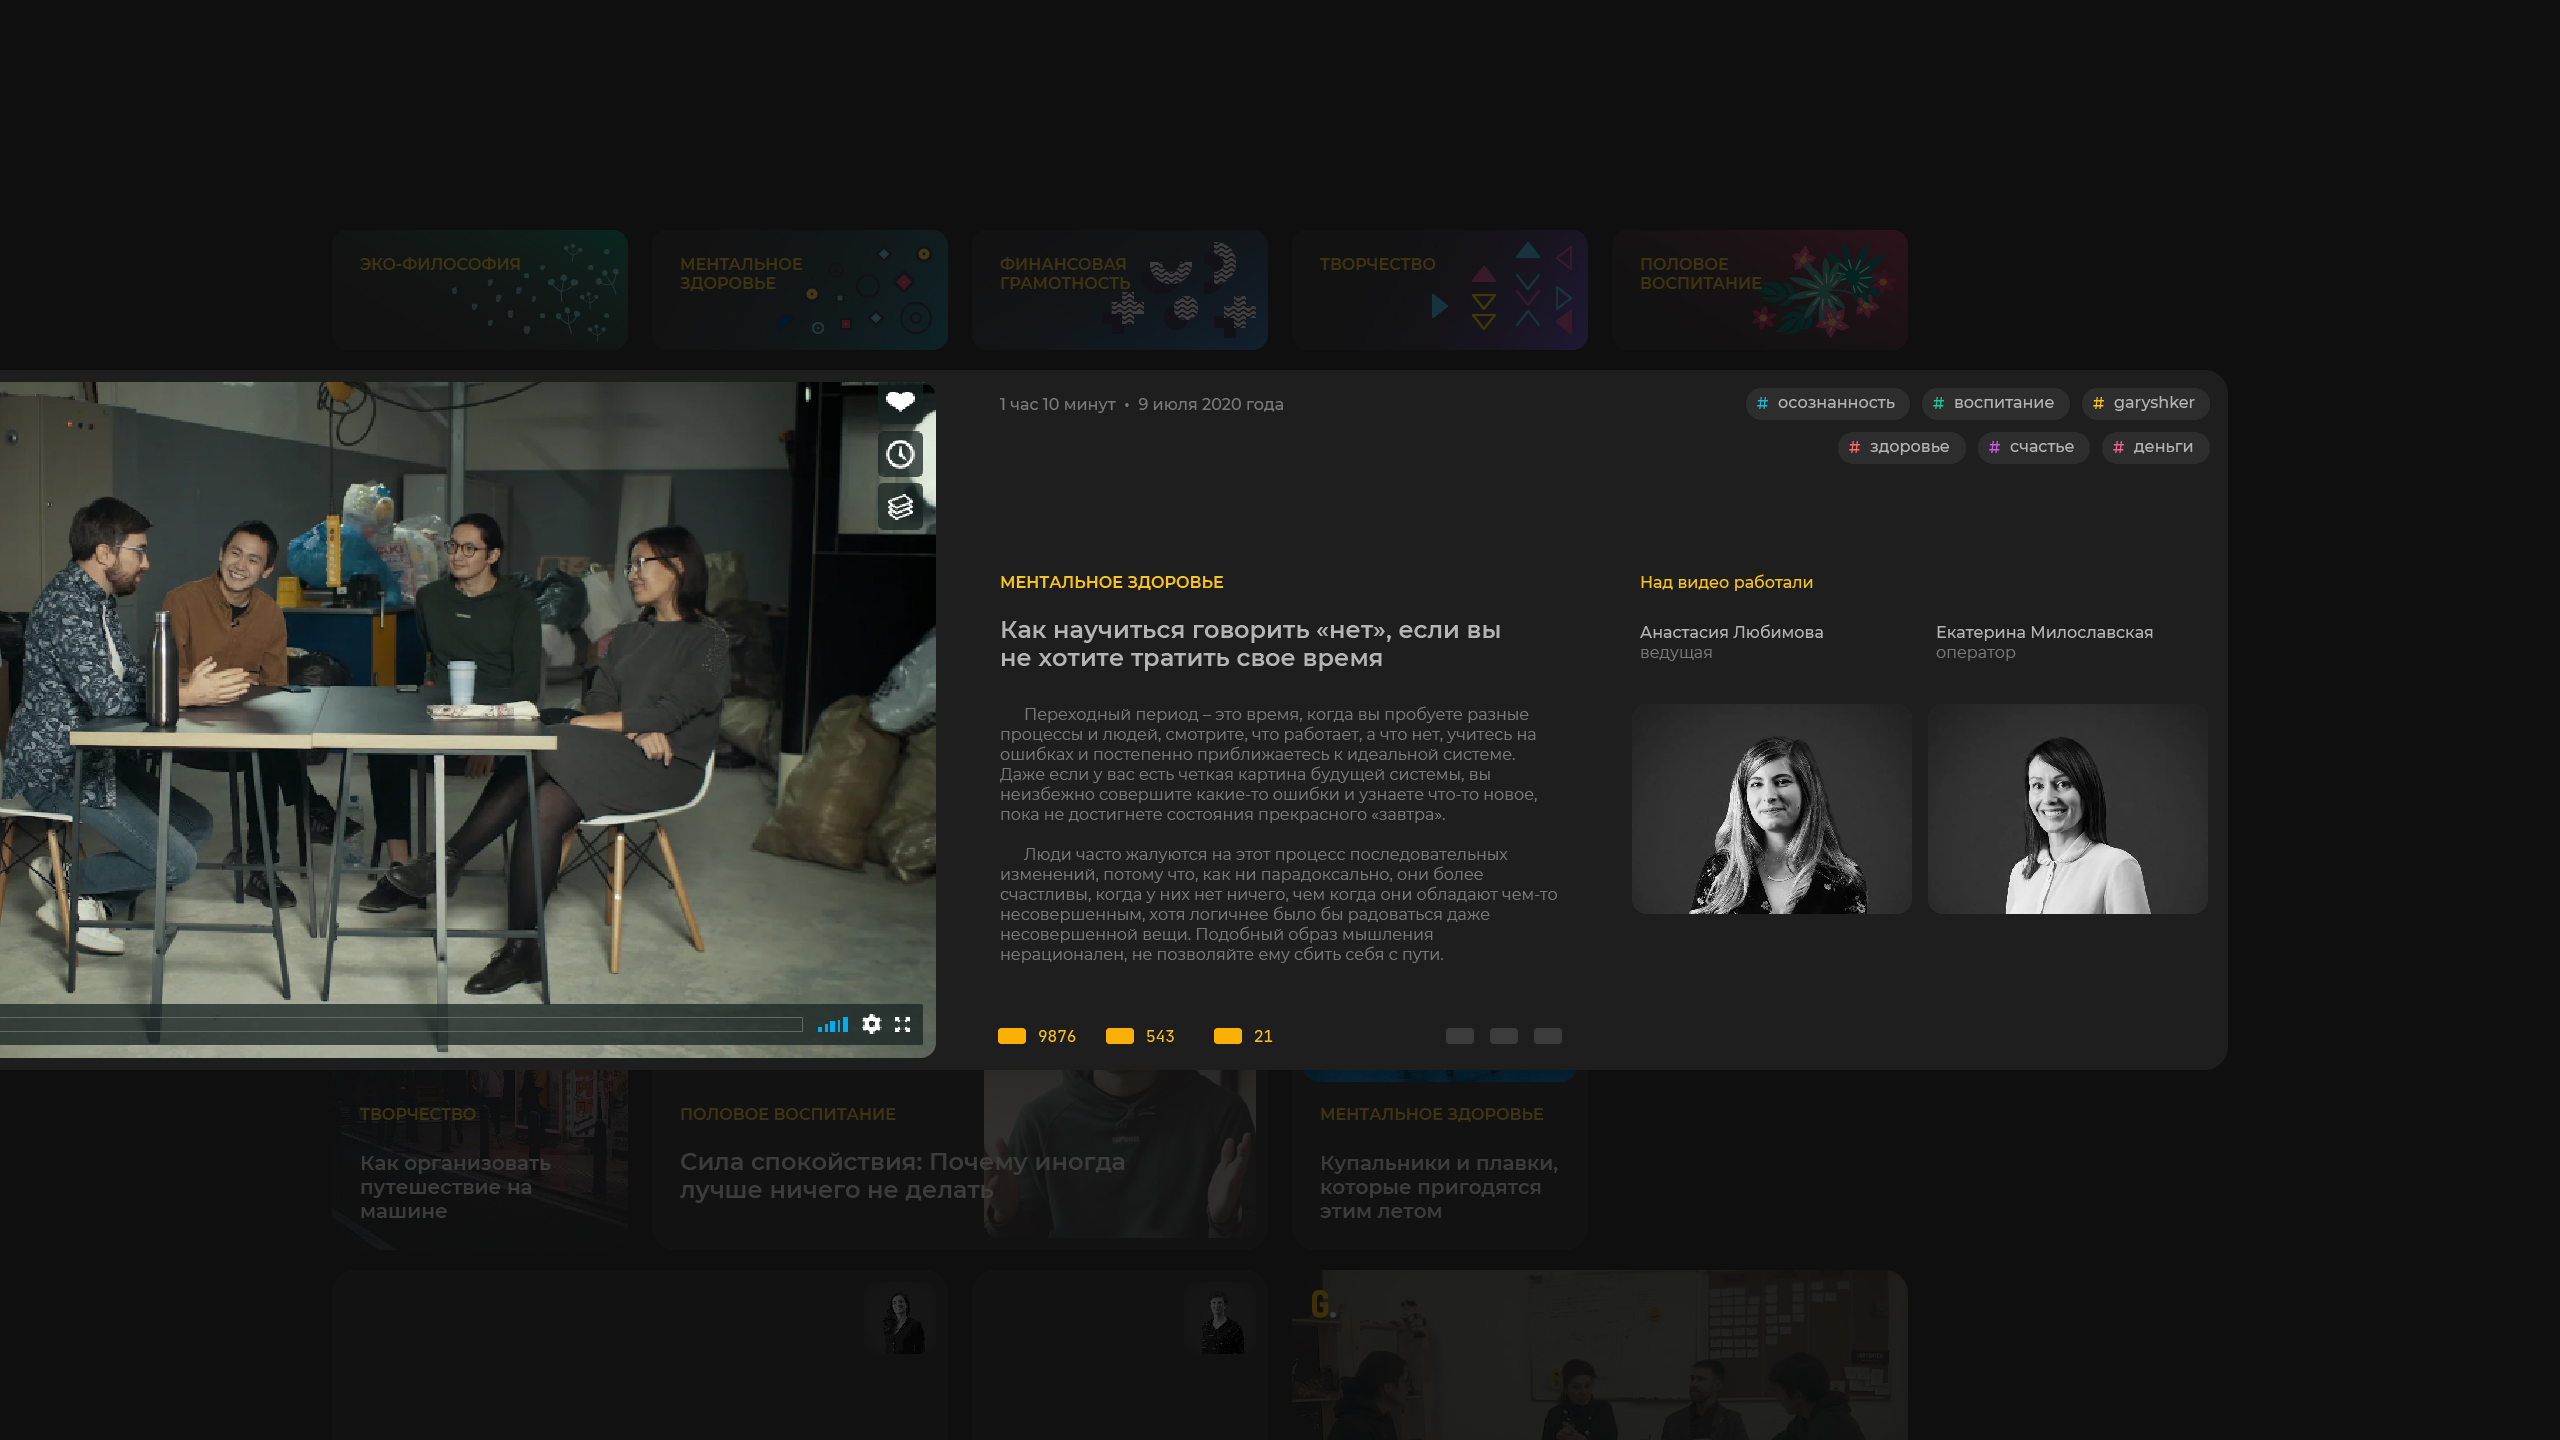 ЭКО-ФИЛОСОФИЯ
МЕНТАЛЬНОЕ
ЗДОРОВЬЕ
ФИНАНСОВАЯ
ГРАМОТНОСТЬ
ТВОРЧЕСТВО
ПОЛОВОЕ
ВОСПИТАНИЕ
1 час 10 минут • 9 июля 2020 года
# осознанность
# воспитание
# garyshker
# здоровье
# счастье
# деньги
МЕНТАЛЬНОЕ ЗДОРОВЬЕ
Как научиться говорить «нет», если вы
не хотите тратить свое время
Переходный период – это время, когда вы пробуете разные
процессы и людей, смотрите, что работает, а что нет, учитесь на
ошибках и постепенно приближаетесь к идеальной системе.
Даже если у вас есть четкая картина будущей системы, вы
неизбежно совершите какие-то ошибки и узнаете что-то новое,
пока не достигнете состояния прекрасного «завтра».
Люди часто жалуются на этот процесс последовательных
изменений, потому что, как ни парадоксально, они более
счастливы, когда у них нет ничего, чем когда они обладают чем-то
несовершенным, хотя логичнее было бы радоваться даже
несовершенной вещи. Подобный образ мышления
нерационален, не позволяйте ему сбить себя с пути.
9876
543
21
Над видео работали
Анастасия Любимова
ведущая
Екатерина Милославская
оператор
ТВОРЧЕСТВО
Как организовать
путешествие на
машине
ПОЛОВОЕ ВОСПИТАНИЕ
Сила спокойствия: Почему иногда
лучше ничего не делать
МЕНТАЛЬНОЕ ЗДОРОВЬЕ
Купальники и плавки,
которые пригодятся
этим летом
G.